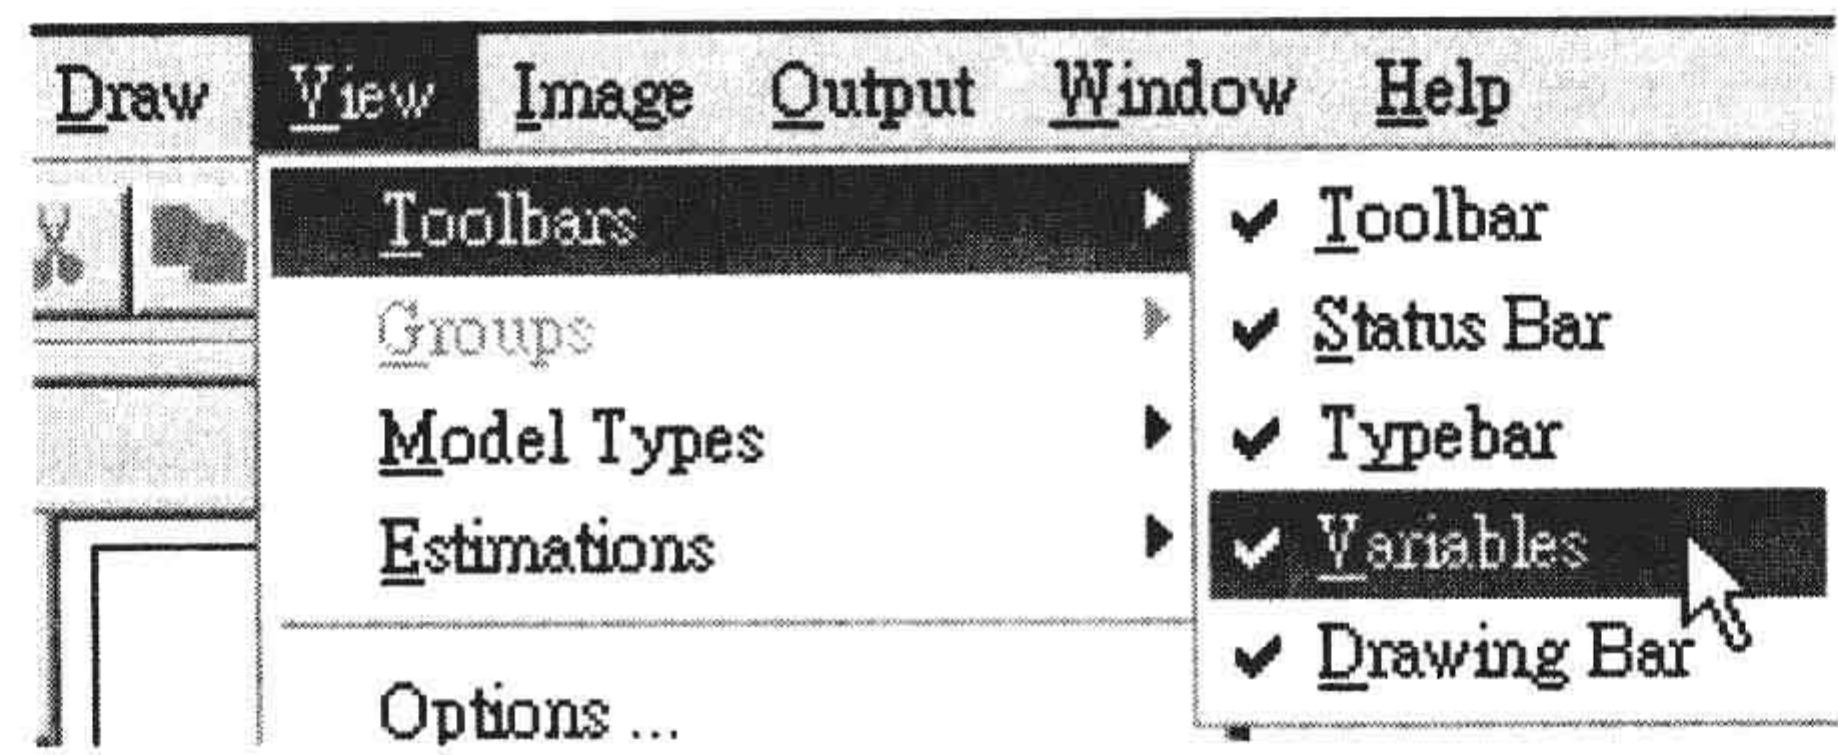 Draw View Image Output Window Help
Toolbars
Groups
Model Types
Estimations
Options ...
Toolbar
Status Bar
Typebar
Variables
Drawing Bar